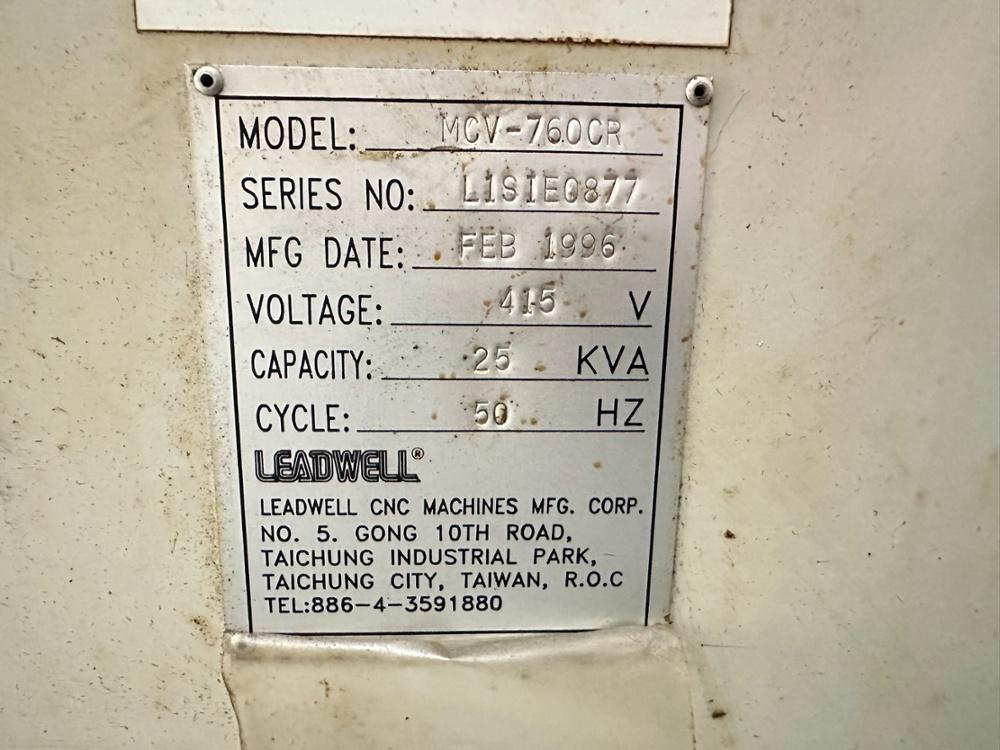 MODEL: MCV-760CR
SERIES NO: L1SIE0877
MFG DATE: FEB 1996
VOLTAGE: 415 V
CAPACITY: 25 KVA
CYCLE: 50 HZ
LEADWELL®
LEADWELL CNC MACHINES MFG. CORP.
NO. 5. GONG 10TH ROAD,
TAICHUNG INDUSTRIAL PARK,
TAICHUNG CITY, TAIWAN, R.O.C
TEL:886-4-3591880